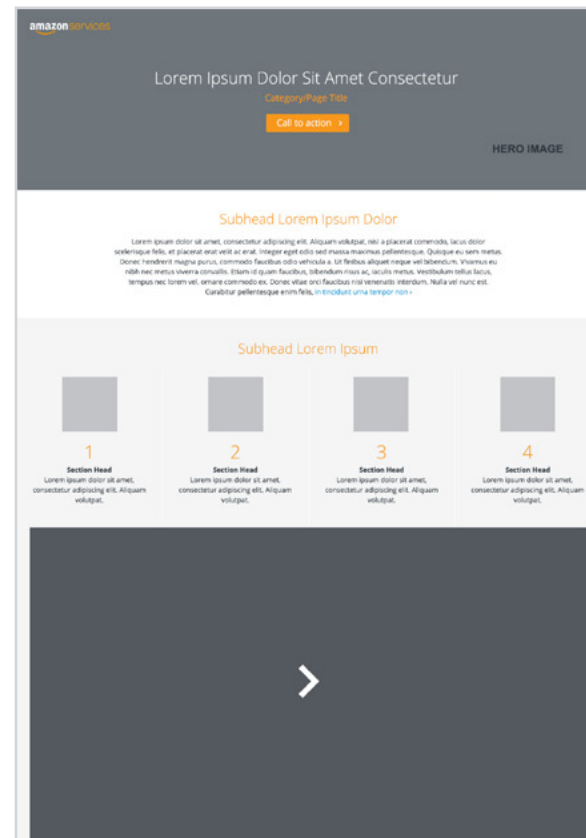 amazonservices
Lorem Ipsum Dolor Sit Amet Consectetur
Category/Page Title
Call to action ›
HERO IMAGE
Subhead Lorem Ipsum Dolor
Lorem ipsum dolor sit amet, consectetur adipiscing elit. Aliquam volutpat, nisl a placerat commodo, lacus dolor
scelerisque felis, et placerat erat velit ac erat. Integer eget odio sed massa maximus pellentesque. Quisque eu sem metus.
Donec hendrerit magna purus, commodo faucibus odio vehicula a. Ut finibus aliquet neque vel bibendum. Vivamus eu
nibh nec metus viverra convallis. Etiam id quam faucibus, bibendum risus ac, iaculis metus. Vestibulum tellus lacus,
tempus nec lorem vel, ornare commodo ex. Donec vitae orci faucibus nisl venenatis interdum. Nulla vel nunc est.
Curabitur pellentesque enim felis, in tincidunt urna tempor non ›
Subhead Lorem Ipsum
1
Section Head
Lorem ipsum dolor sit amet,
consectetur adipiscing elit. Aliquam
volutpat.
2
Section Head
Lorem ipsum dolor sit amet,
consectetur adipiscing elit. Aliquam
volutpat.
3
Section Head
Lorem ipsum dolor sit amet,
consectetur adipiscing elit. Aliquam
volutpat.
4
Section Head
Lorem ipsum dolor sit amet,
consectetur adipiscing elit. Aliquam
volutpat.